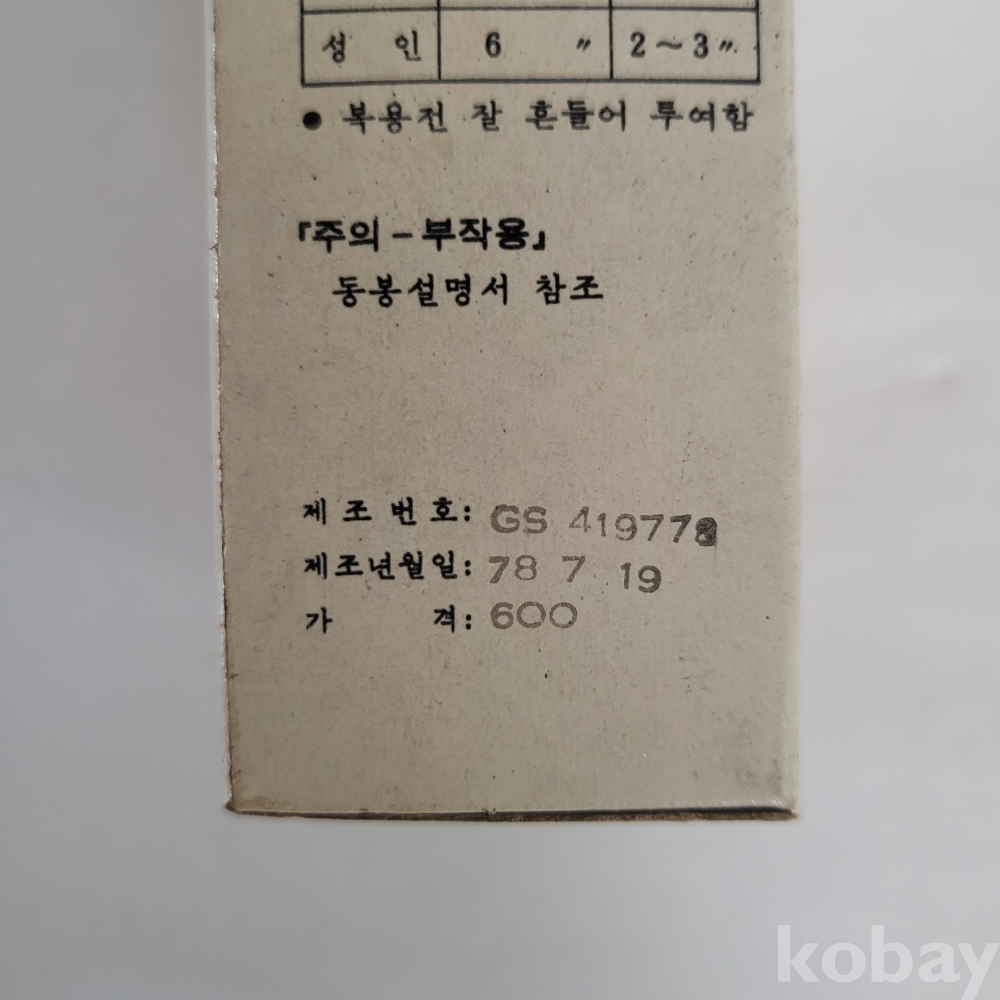 성 인 6 〃 2～3〃
● 복용전 잘 흔들어 투여함
「주의－부작용」
동봉설명서 참조
제조번호: GS 419778
제조년월일: 78 7 19
가 격: 600
kobay